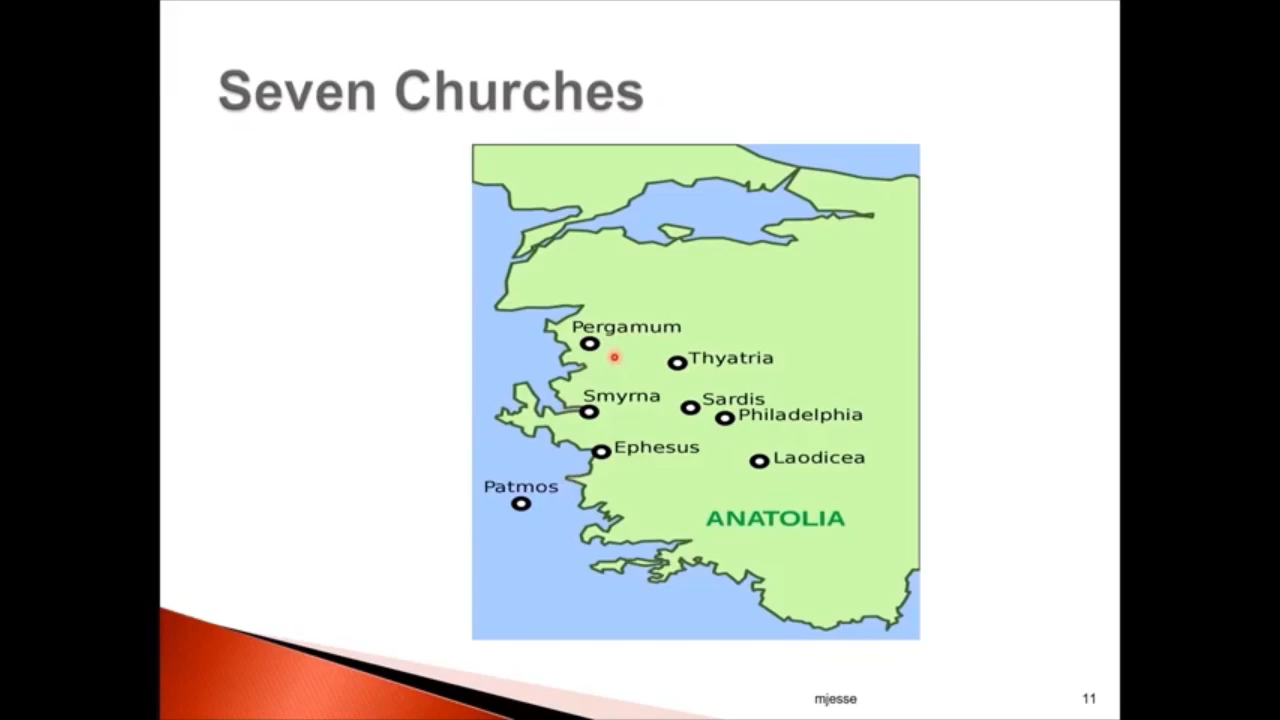 Seven Churches
Pergamum
Thyatria
Smyrna
Sardis
Philadelphia
Ephesus
Laodicea
Patmos
ANATOLIA
mjesse
11